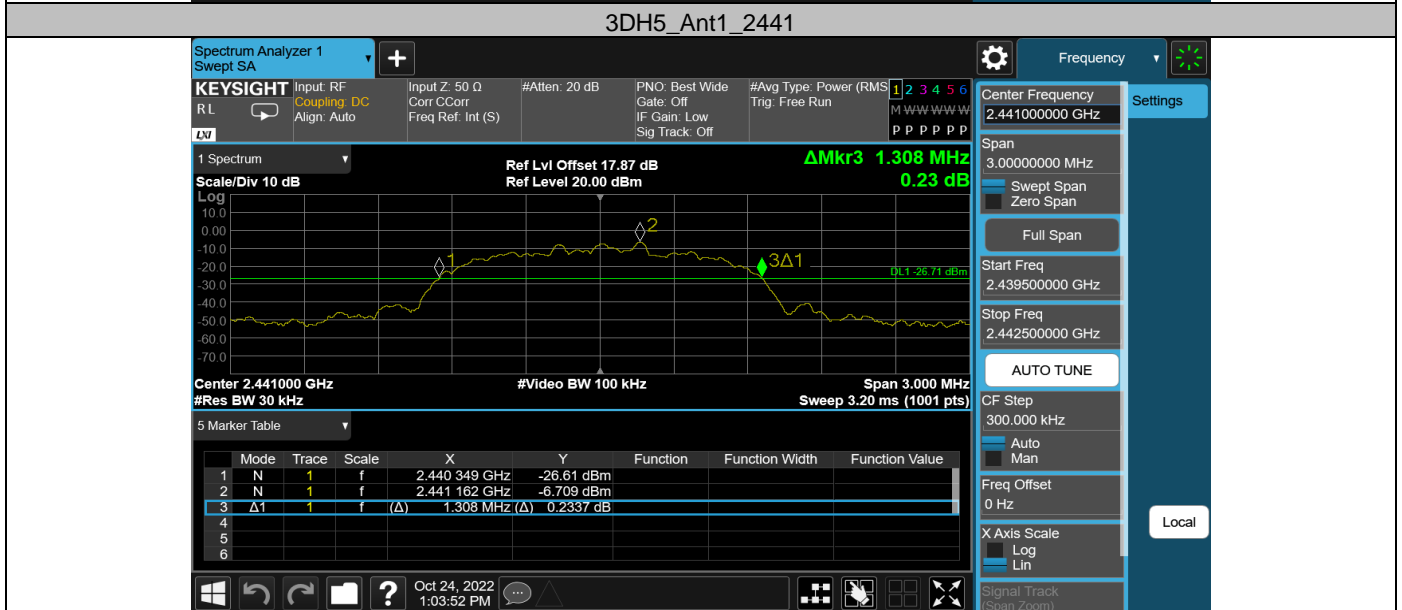 3DH5_Ant1_2441
Spectrum Analyzer 1
Swept SA
Frequency
KEYSIGHT
RL
LXI
Input: RF
Coupling: DC
Align: Auto
Input Z: 50 Ω
Corr CCorr
Freq Ref: Int (S)
#Atten: 20 dB
PNO: Best Wide
Gate: Off
IF Gain: Low
Sig Track: Off
#Avg Type: Power (RMS
Trig: Free Run
1 2 3 4 5 6
M W W W W W
P P P P P P
1 Spectrum
Scale/Div 10 dB
Ref Lvl Offset 17.87 dB
Ref Level 20.00 dBm
ΔMkr3 1.308 MHz
0.23 dB
Log
10.0
0.00
-10.0
-20.0
-30.0
-40.0
-50.0
-60.0
-70.0
1
2
3Δ1
DL1 -26.71 dBm
Center 2.441000 GHz
#Video BW 100 kHz
Span 3.000 MHz
#Res BW 30 kHz
Sweep 3.20 ms (1001 pts)
5 Marker Table
Mode Trace Scale X Y Function Function Width Function Value
1 N 1 f 2.440 349 GHz -26.61 dBm
2 N 1 f 2.441 162 GHz -6.709 dBm
3 Δ1 1 f (Δ) 1.308 MHz (Δ) 0.2337 dB
4
5
6
Oct 24, 2022
1:03:52 PM
Center Frequency
2.441000000 GHz
Settings
Span
3.00000000 MHz
Swept Span
Zero Span
Full Span
Start Freq
2.439500000 GHz
Stop Freq
2.442500000 GHz
AUTO TUNE
CF Step
300.000 kHz
Auto
Man
Freq Offset
0 Hz
X Axis Scale
Log
Lin
Local
Signal Track
(Span Zoom)